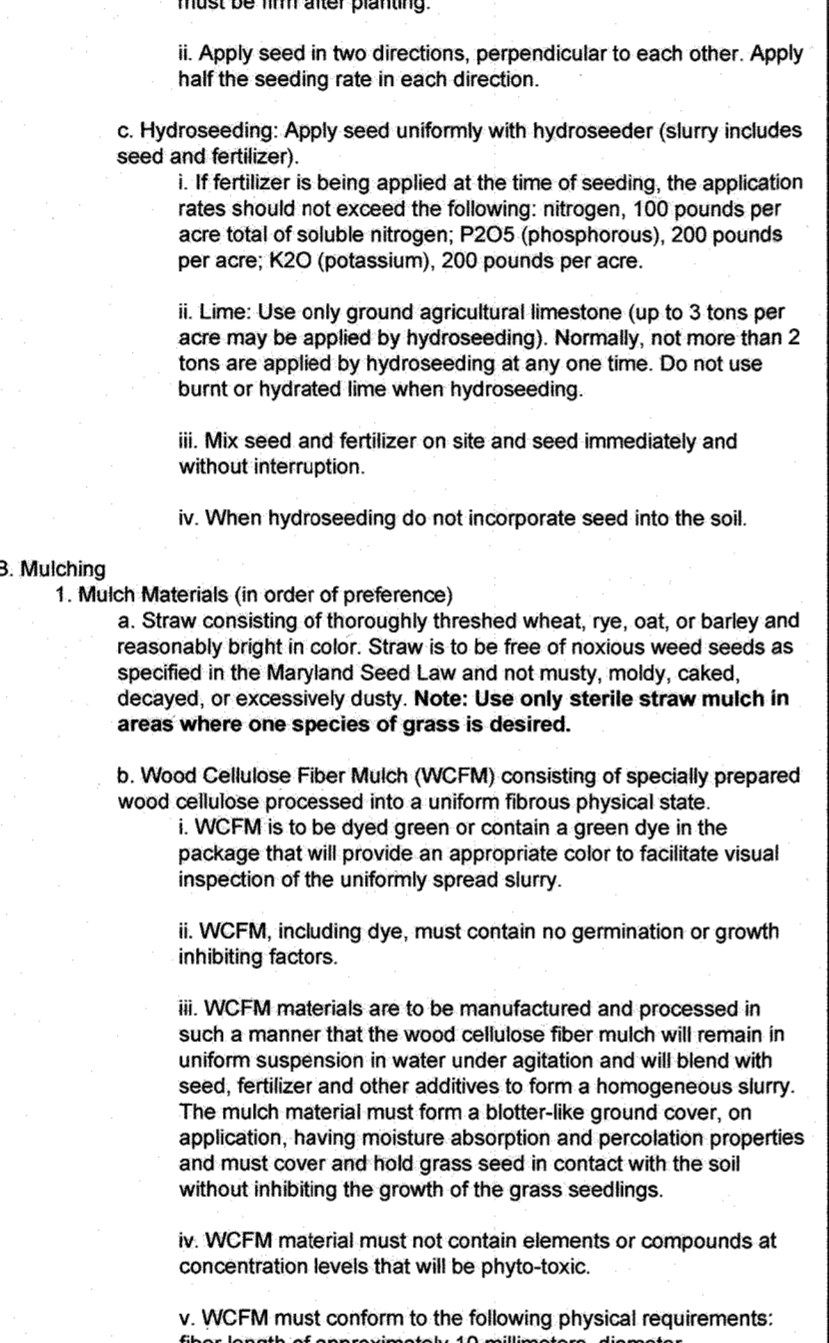 must be firm after planting.
ii. Apply seed in two directions, perpendicular to each other. Apply
half the seeding rate in each direction.
c. Hydroseeding: Apply seed uniformly with hydroseeder (slurry includes
seed and fertilizer).
i. If fertilizer is being applied at the time of seeding, the application
rates should not exceed the following: nitrogen, 100 pounds per
acre total of soluble nitrogen; P2O5 (phosphorous), 200 pounds
per acre; K2O (potassium), 200 pounds per acre.
ii. Lime: Use only ground agricultural limestone (up to 3 tons per
acre may be applied by hydroseeding). Normally, not more than 2
tons are applied by hydroseeding at any one time. Do not use
burnt or hydrated lime when hydroseeding.
iii. Mix seed and fertilizer on site and seed immediately and
without interruption.
iv. When hydroseeding do not incorporate seed into the soil.
B. Mulching
1. Mulch Materials (in order of preference)
a. Straw consisting of thoroughly threshed wheat, rye, oat, or barley and
reasonably bright in color. Straw is to be free of noxious weed seeds as
specified in the Maryland Seed Law and not musty, moldy, caked,
decayed, or excessively dusty. Note: Use only sterile straw mulch in
areas where one species of grass is desired.
b. Wood Cellulose Fiber Mulch (WCFM) consisting of specially prepared
wood cellulose processed into a uniform fibrous physical state.
i. WCFM is to be dyed green or contain a green dye in the
package that will provide an appropriate color to facilitate visual
inspection of the uniformly spread slurry.
ii. WCFM, including dye, must contain no germination or growth
inhibiting factors.
iii. WCFM materials are to be manufactured and processed in
such a manner that the wood cellulose fiber mulch will remain in
uniform suspension in water under agitation and will blend with
seed, fertilizer and other additives to form a homogeneous slurry.
The mulch material must form a blotter-like ground cover, on
application, having moisture absorption and percolation properties
and must cover and hold grass seed in contact with the soil
without inhibiting the growth of the grass seedlings.
iv. WCFM material must not contain elements or compounds at
concentration levels that will be phyto-toxic.
v. WCFM must conform to the following physical requirements:
fiber length of approximately 10 millimeters, diameter